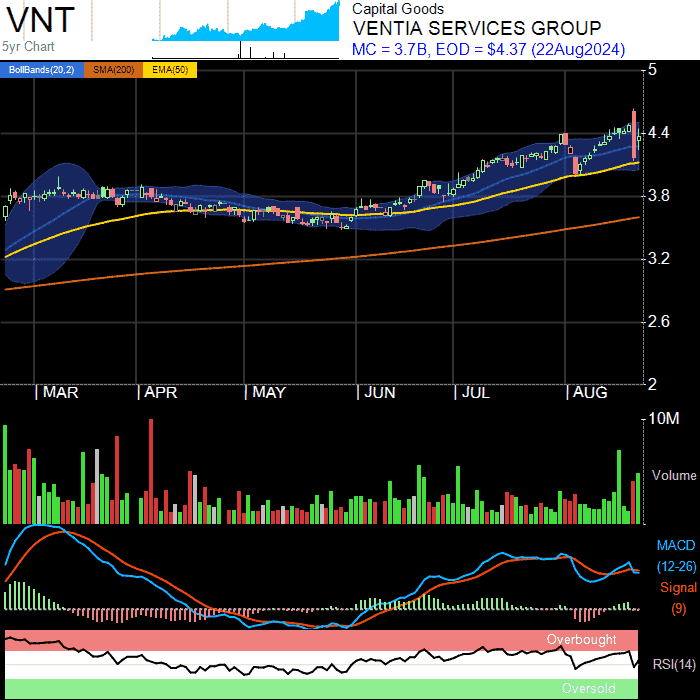 VNT
5yr Chart
Capital Goods
VENTIA SERVICES GROUP
MC = 3.7B, EOD = $4.37 (22Aug2024)
BollBands(20,2) SMA(200) EMA(50)
5
4.4
3.8
3.2
2.6
2
| MAR | APR | MAY | JUN | JUL | AUG
10M
Volume
MACD
(12-26)
Signal
(9)
Overbought
RSI(14)
Oversold